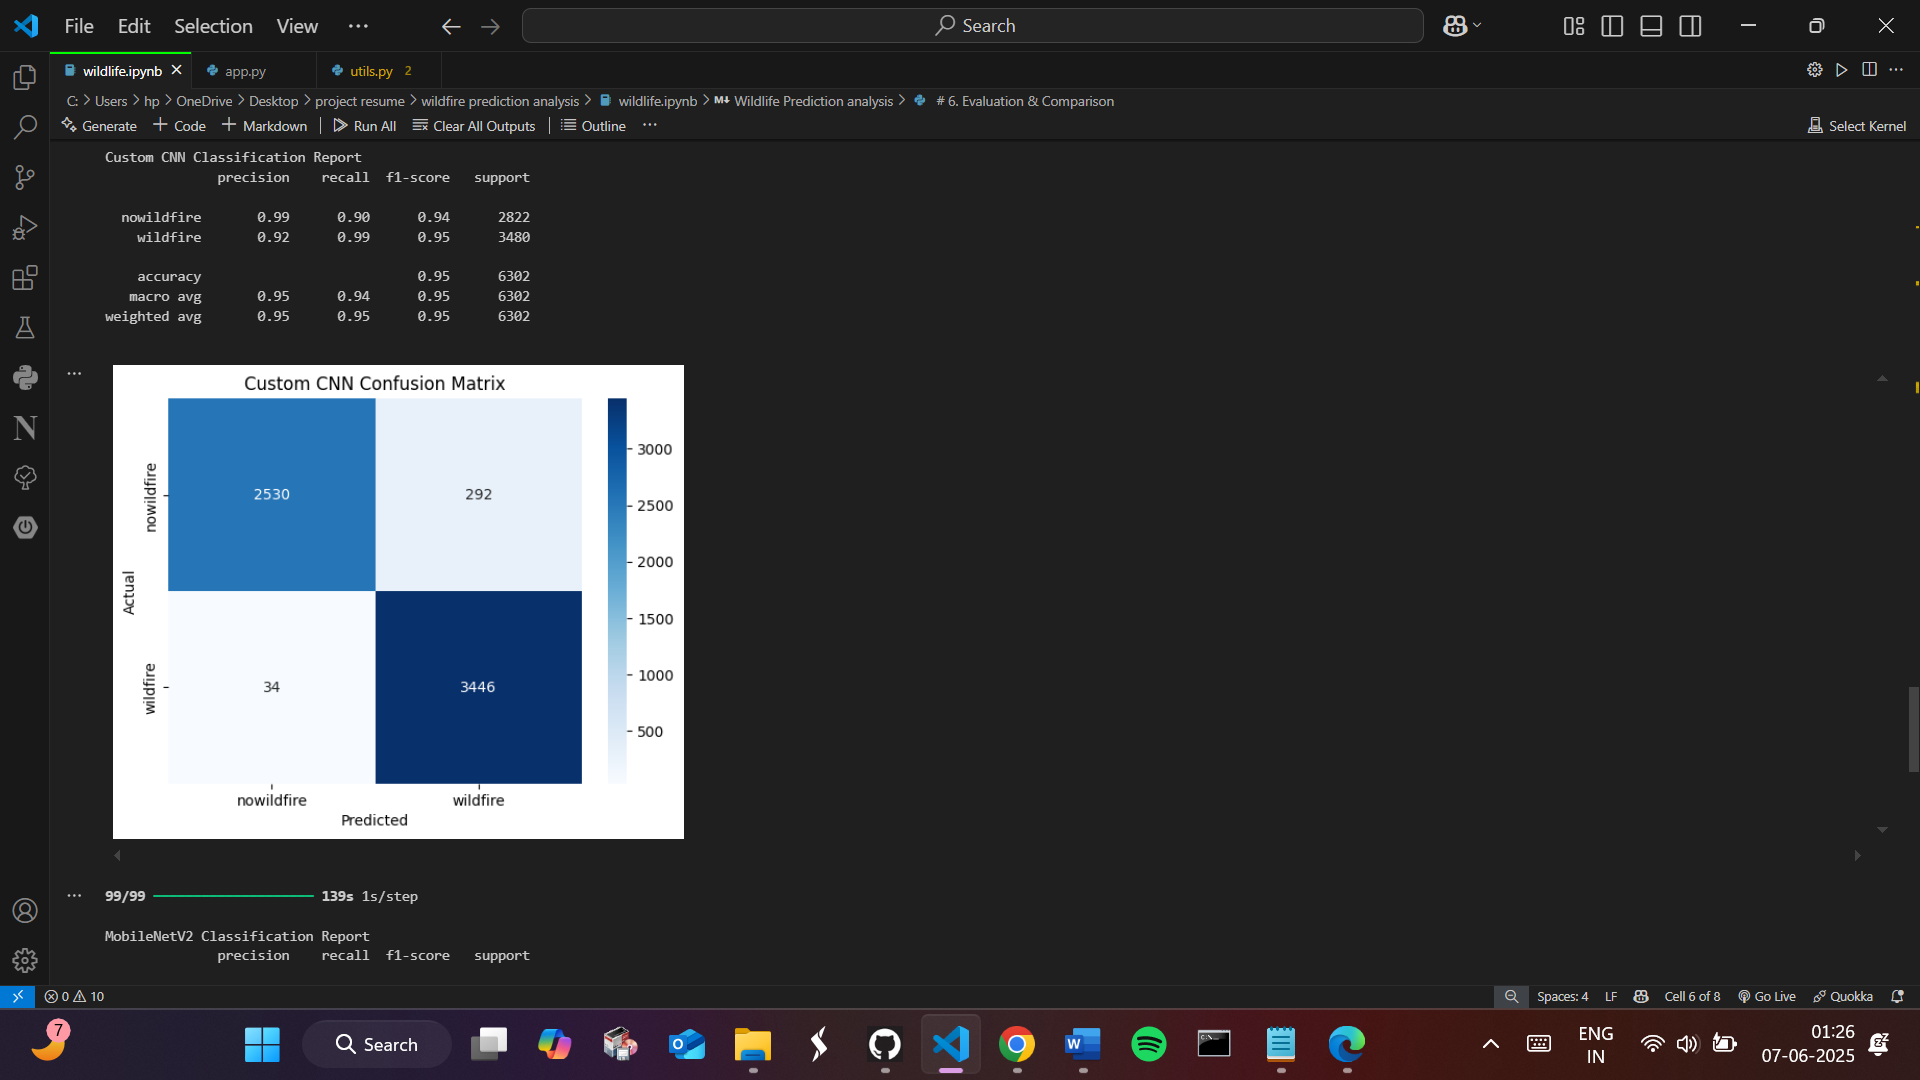 File Edit Selection View ···
Search
wildlife.ipynb
app.py
utils.py 2
C: > Users > hp > OneDrive > Desktop > project resume > wildfire prediction analysis > wildlife.ipynb > M↓ Wildlife Prediction analysis > # 6. Evaluation & Comparison
Generate + Code + Markdown | Run All Clear All Outputs | Outline ···
Select Kernel
Custom CNN Classification Report
precision recall f1-score support
nowildfire 0.99 0.90 0.94 2822
wildfire 0.92 0.99 0.95 3480
accuracy 0.95 6302
macro avg 0.95 0.94 0.95 6302
weighted avg 0.95 0.95 0.95 6302
Custom CNN Confusion Matrix
nowildfire
2530 292
Actual
wildfire
34 3446
3000
2500
2000
1500
1000
500
nowildfire wildfire
Predicted
99/99 139s 1s/step
MobileNetV2 Classification Report
precision recall f1-score support
0 10
Spaces: 4 LF Cell 6 of 8 Go Live Quokka
7
Search
ENG
IN
01:26
07-06-2025